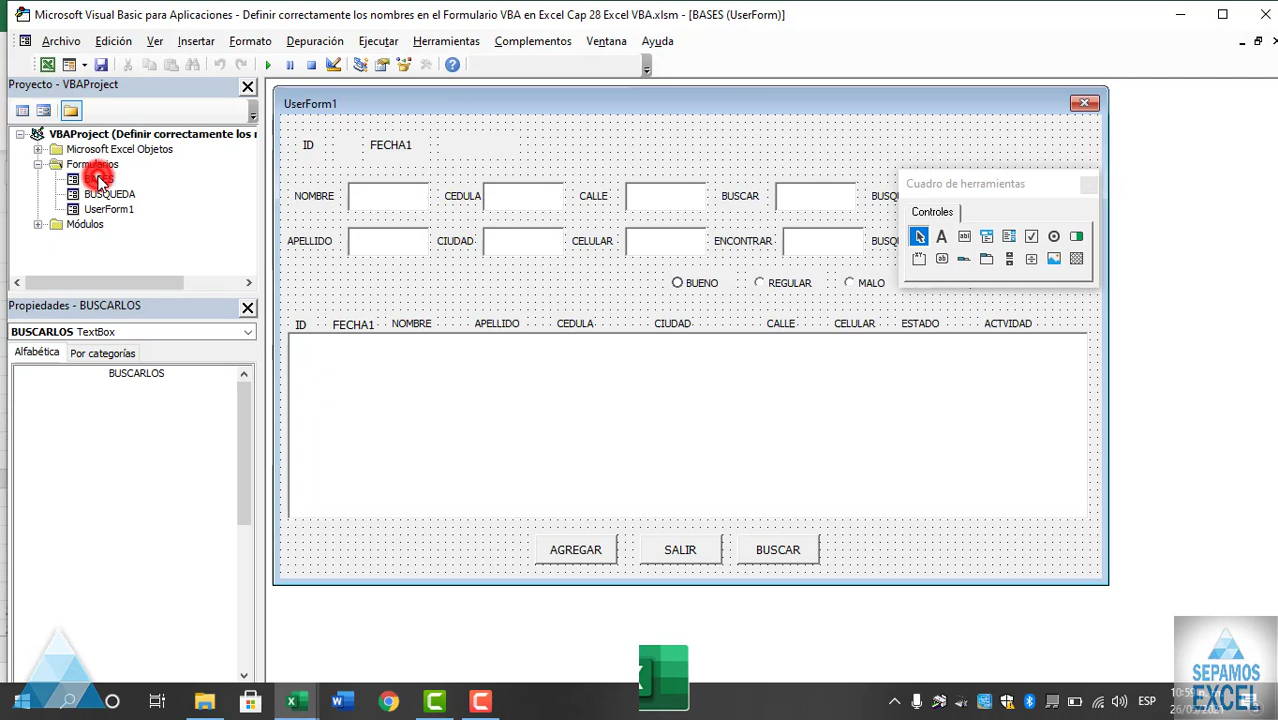 Microsoft Visual Basic para Aplicaciones - Definir correctamente los nombres en el Formulario VBA en Excel Cap 28 Excel VBA.xlsm - [BASES (UserForm)]
Archivo Edición Ver Insertar Formato Depuración Ejecutar Herramientas Complementos Ventana Ayuda
Proyecto - VBAProject
VBAProject (Definir correctamente los
Microsoft Excel Objetos
Formularios
BUSQUEDA
UserForm1
Módulos
Propiedades - BUSCARLOS
BUSCARLOS TextBox
Alfabética Por categorías
BUSCARLOS
UserForm1
ID FECHA1
NOMBRE CEDULA CALLE BUSCAR
APELLIDO CIUDAD CELULAR ENCONTRAR
BUENO REGULAR MALO
ID FECHA1 NOMBRE APELLIDO CEDULA CIUDAD CALLE CELULAR ESTADO ACTVIDAD
AGREGAR SALIR BUSCAR
Cuadro de herramientas
Controles
SEPAMOS
EXCEL
ESP
26/05/2021